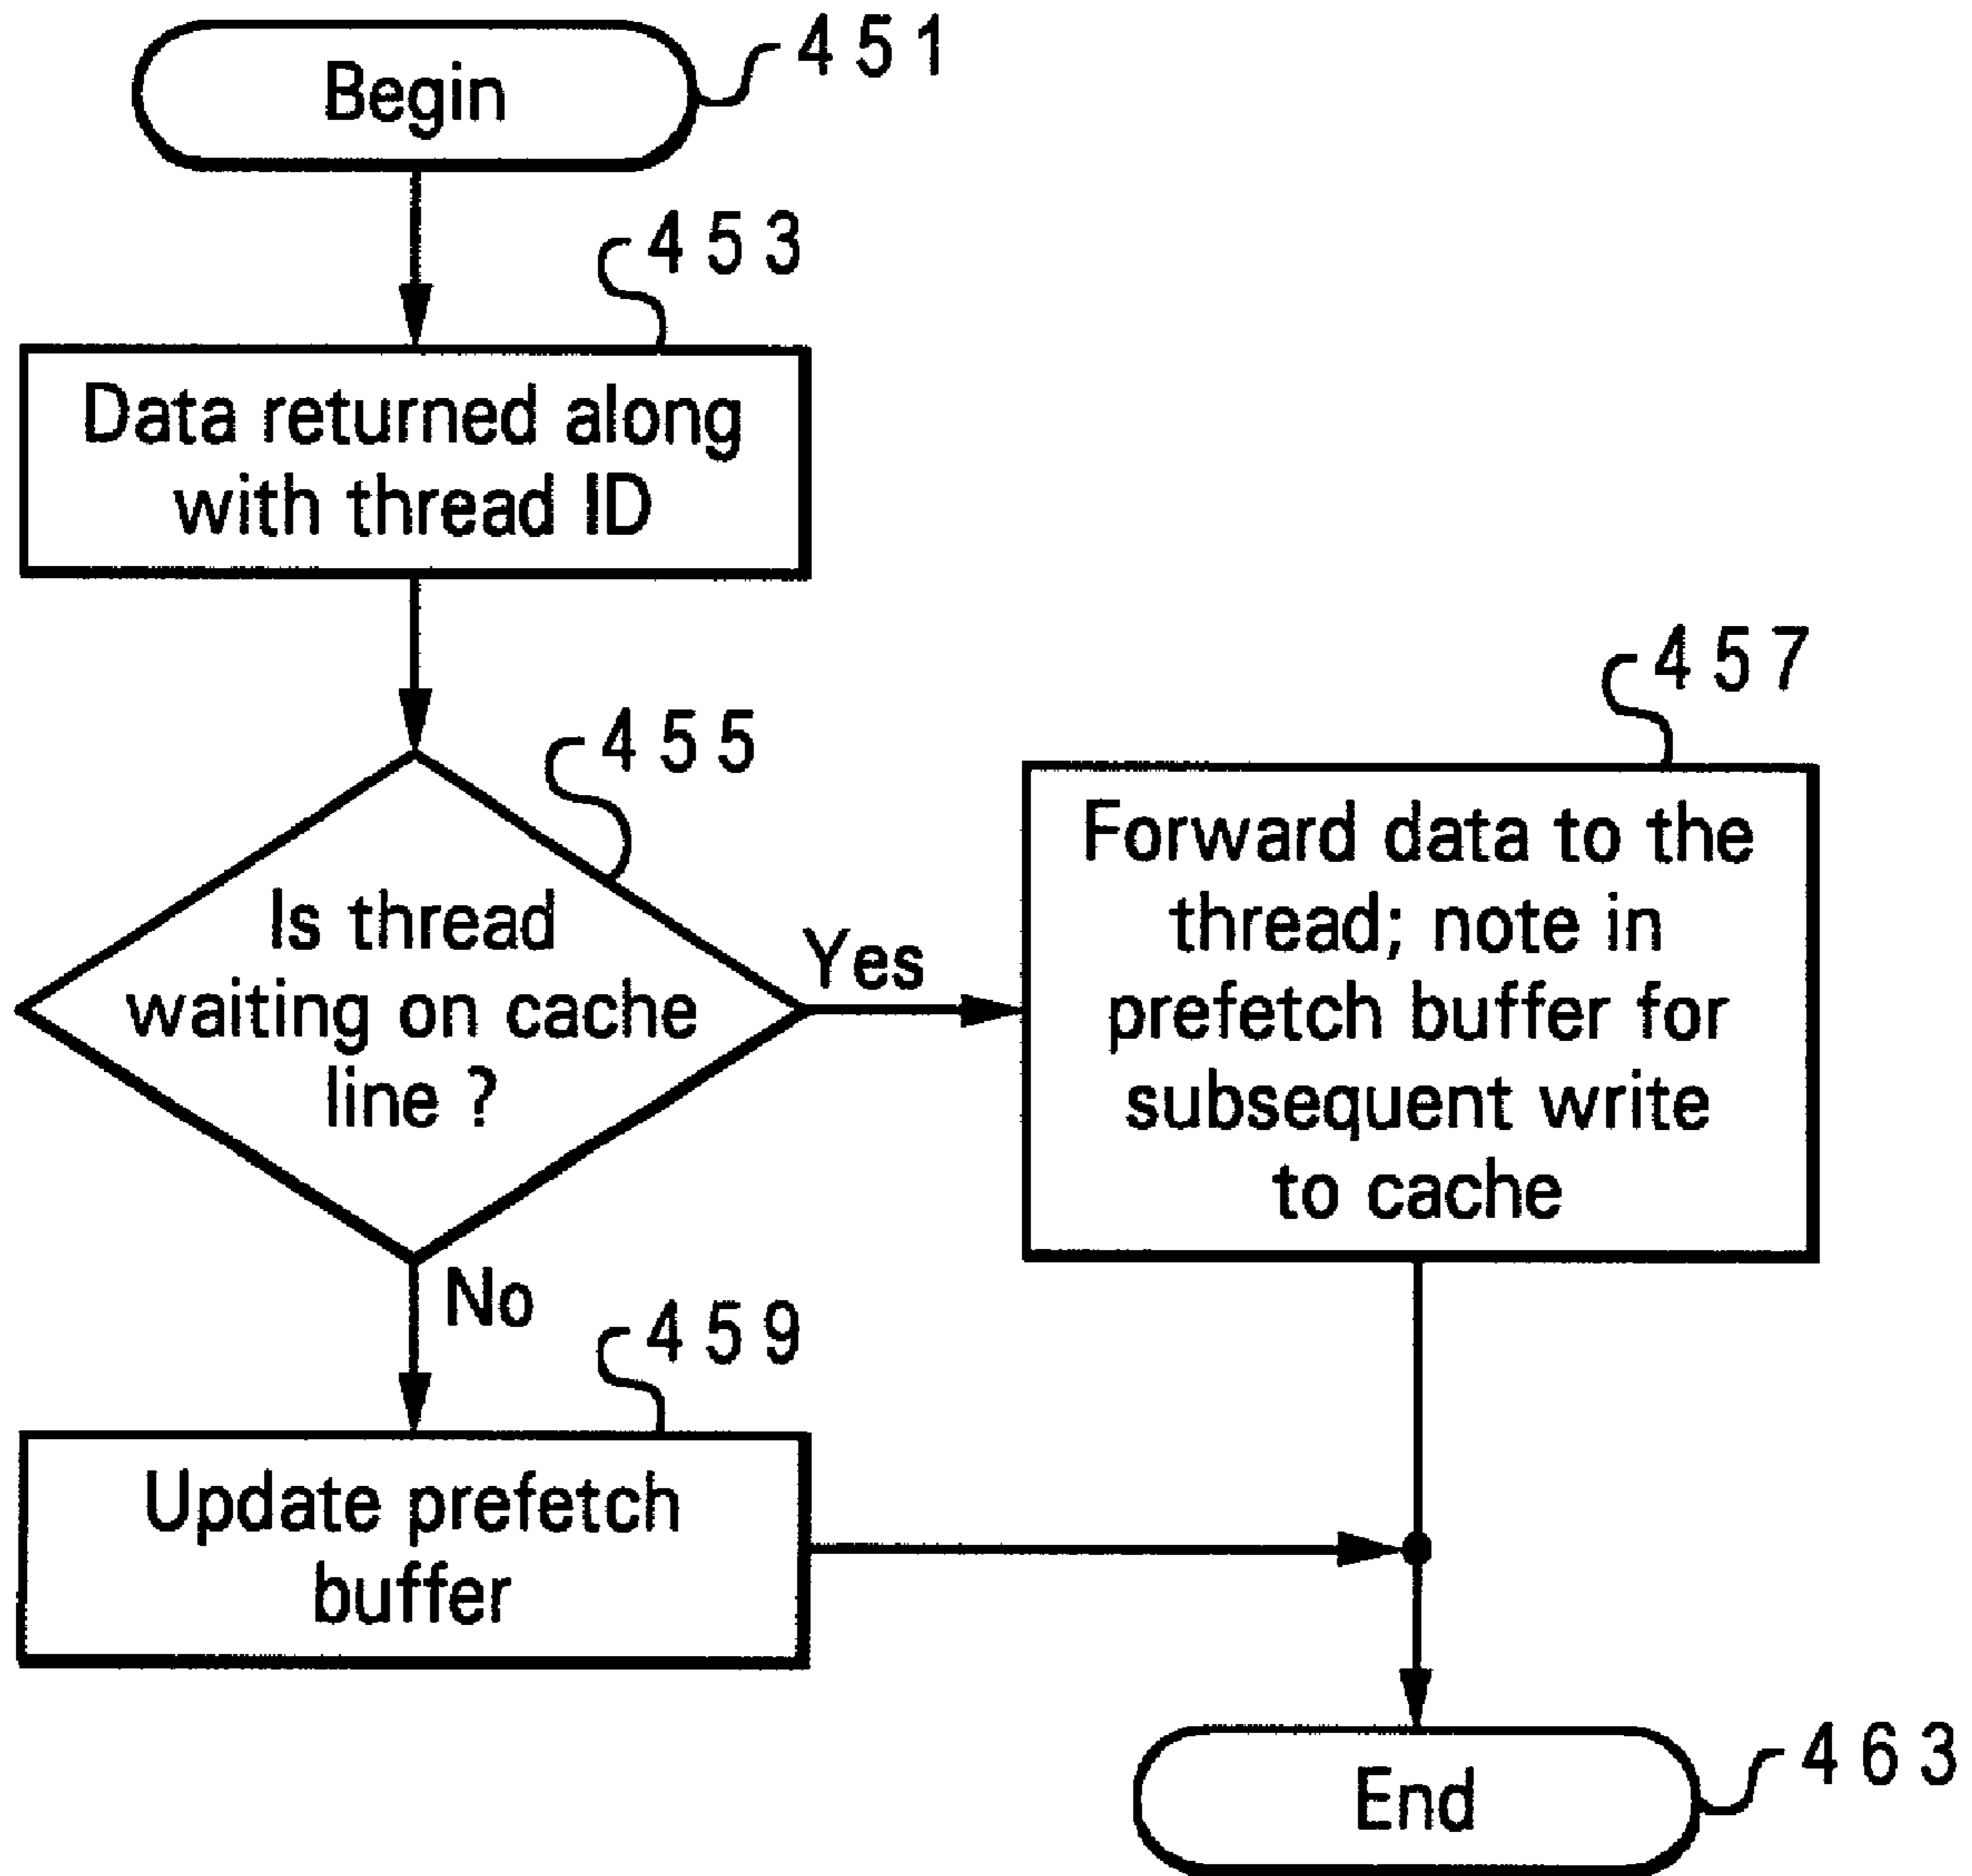 Begin
451
453
Data returned along
with thread ID
455
Is thread
waiting on cache
line ?
Yes
457
Forward data to the
thread; note in
prefetch buffer for
subsequent write
to cache
No
459
Update prefetch
buffer
End
463